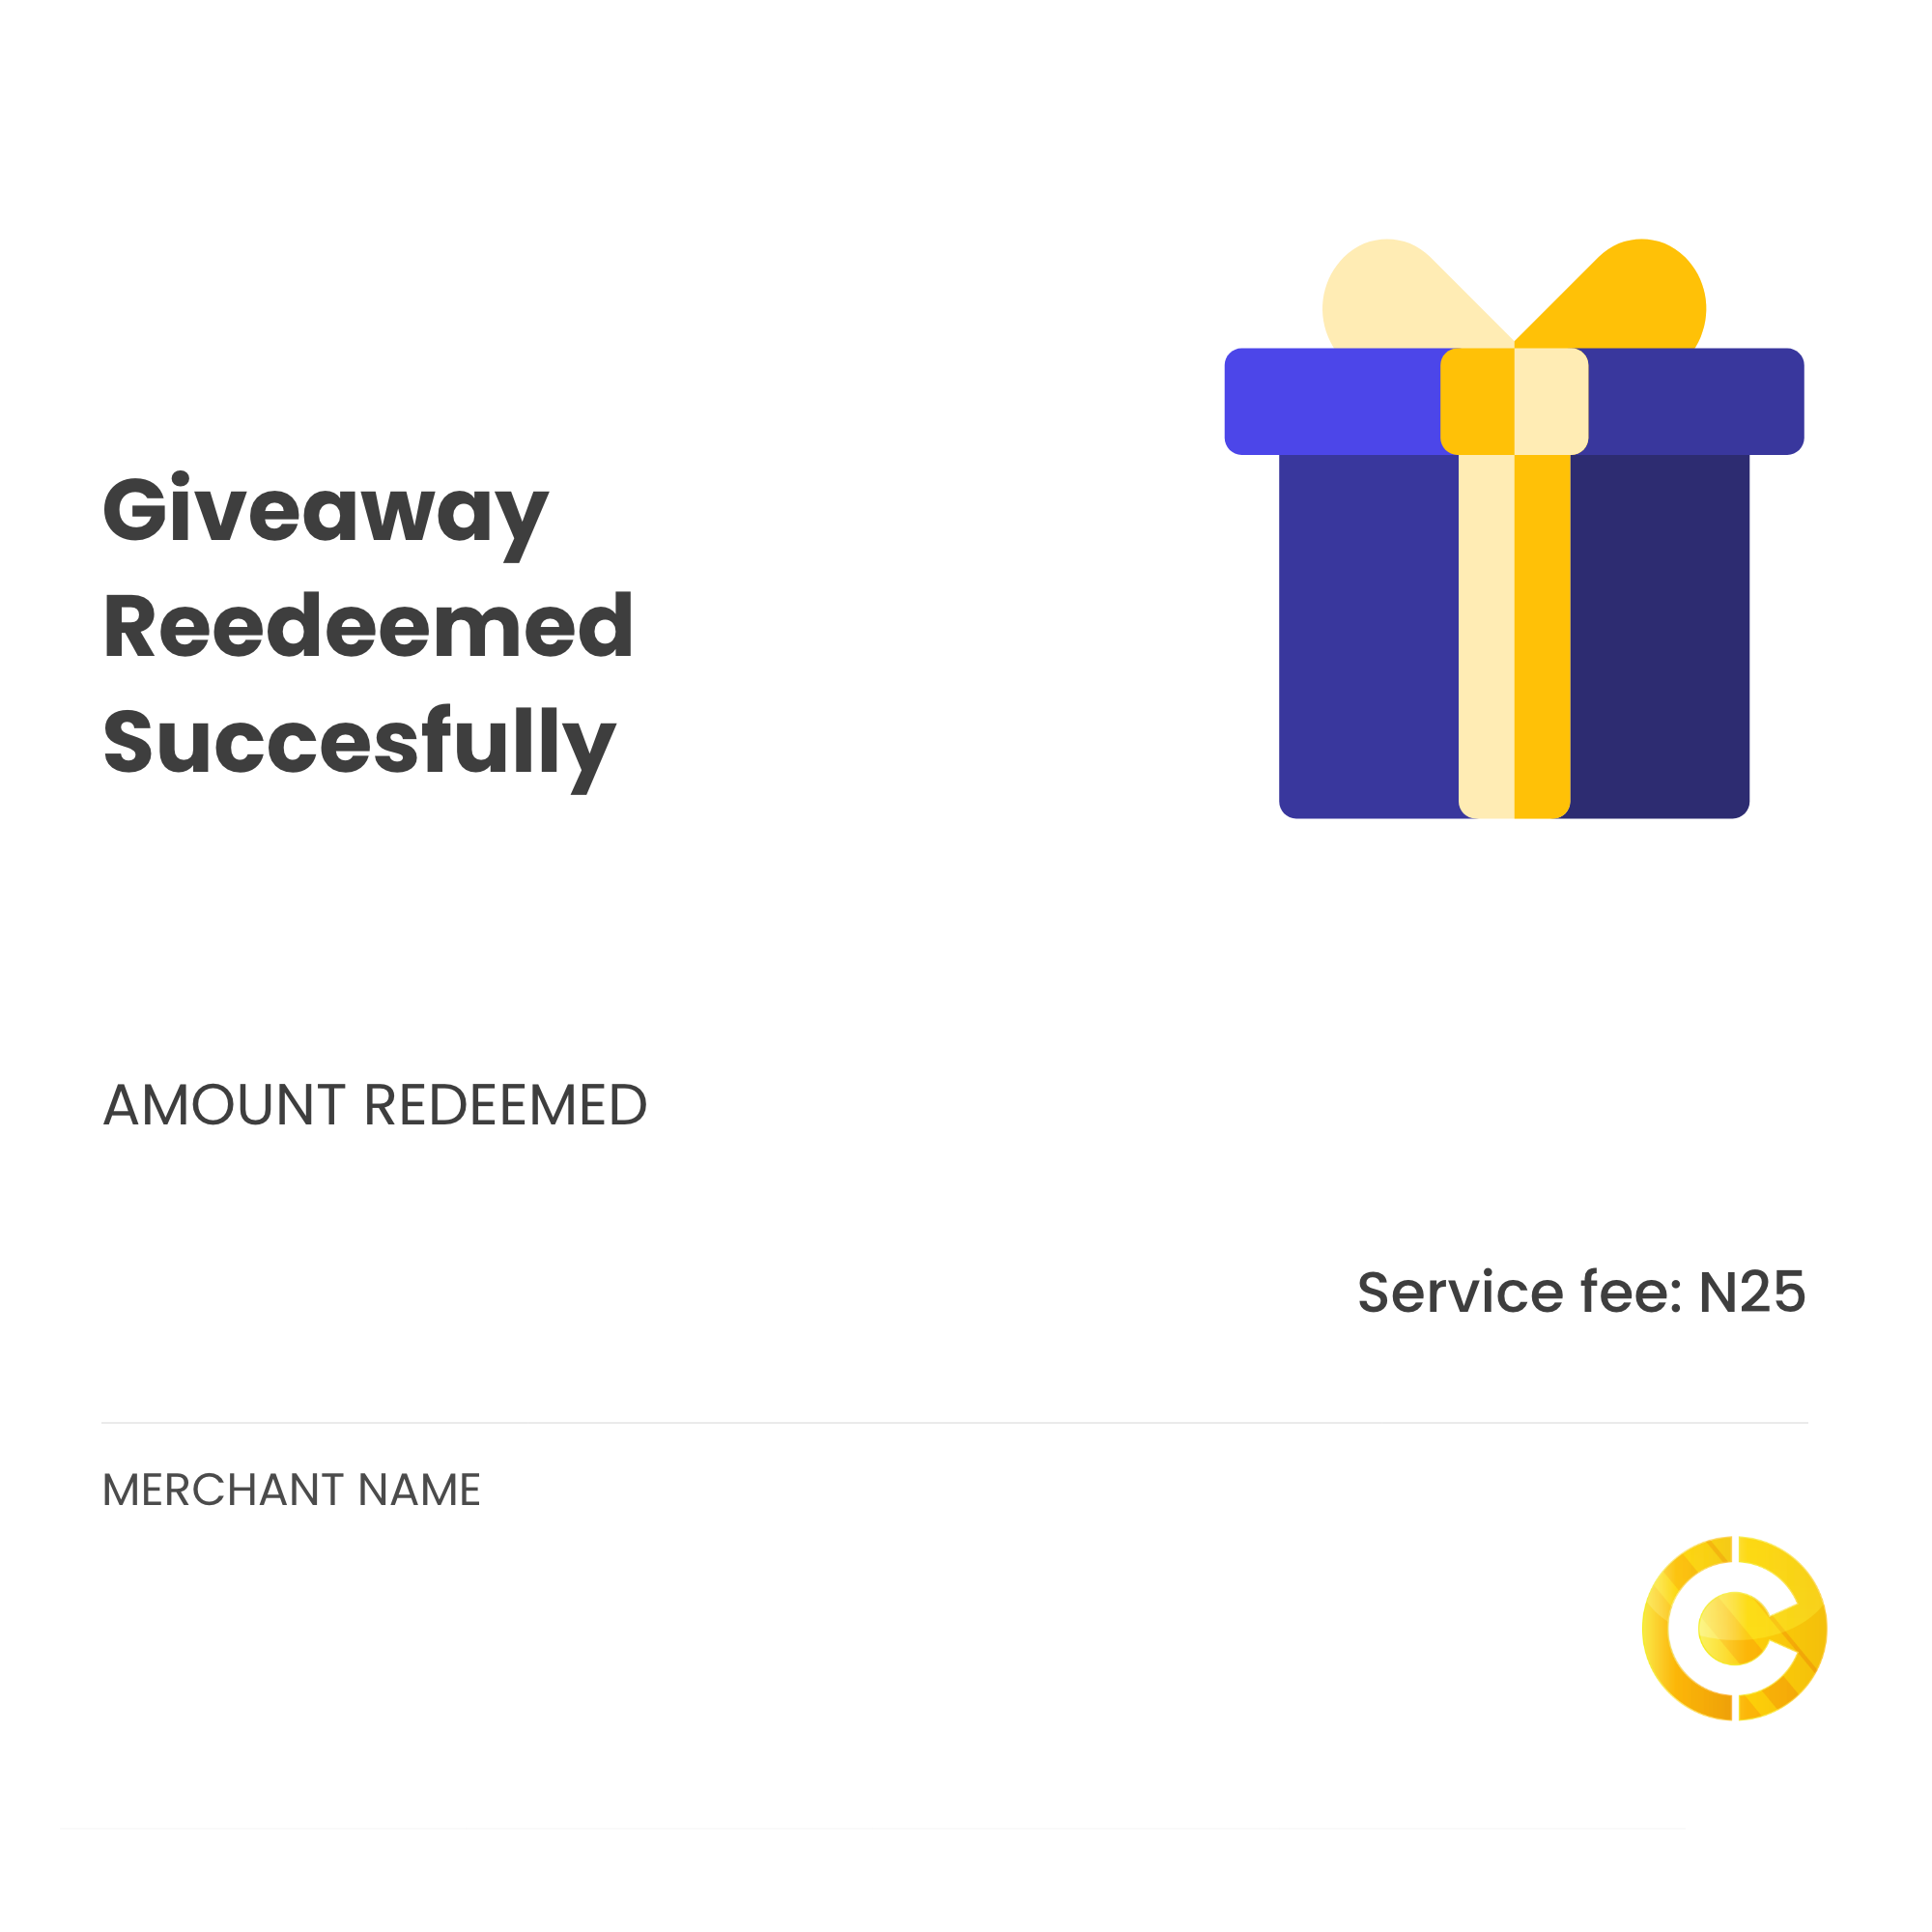 Giveaway
Reedeemed
Succesfully
AMOUNT REDEEMED
Service fee: N25
MERCHANT NAME